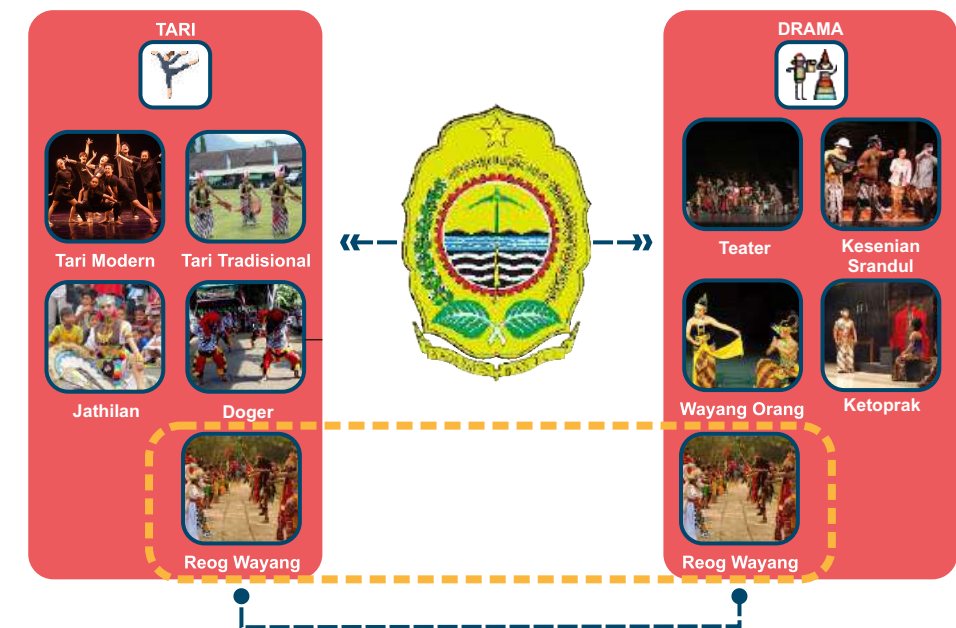 TARI
Tari Modern
Tari Tradisional
Jathilan
Doger
Reog Wayang
DRAMA
Teater
Kesenian
Srandul
Wayang Orang
Ketoprak
Reog Wayang